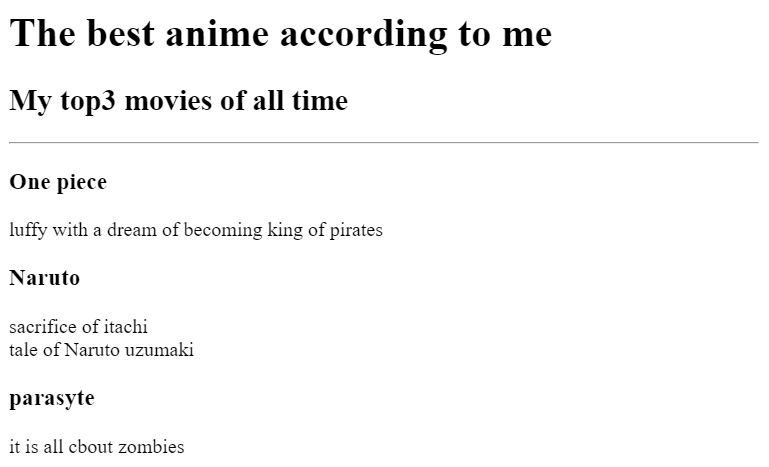 The best anime according to me
My top3 movies of all time
One piece
luffy with a dream of becoming king of pirates
Naruto
sacrifice of itachi
tale of Naruto uzumaki
parasyte
it is all cbout zombies